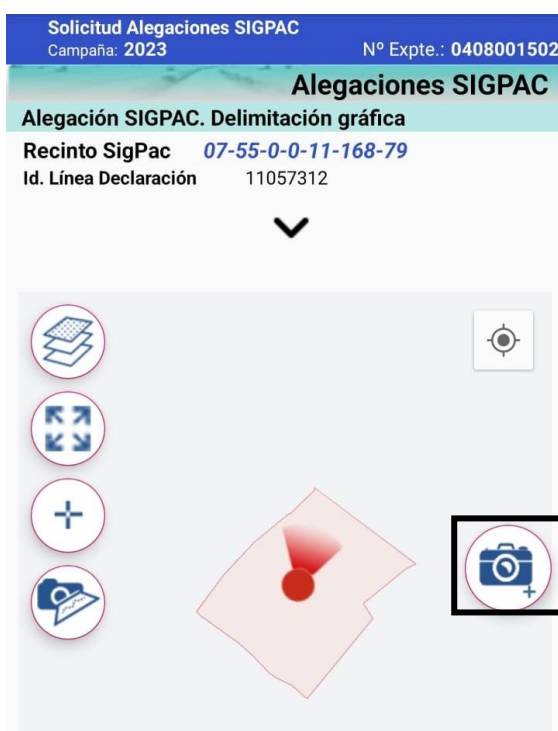 Solicitud Alegaciones SIGPAC
Campaña: 2023 Nº Expte.: 0408001502
Alegaciones SIGPAC
Alegación SIGPAC. Delimitación gráfica
Recinto SigPac 07-55-0-0-11-168-79
Id. Línea Declaración 11057312